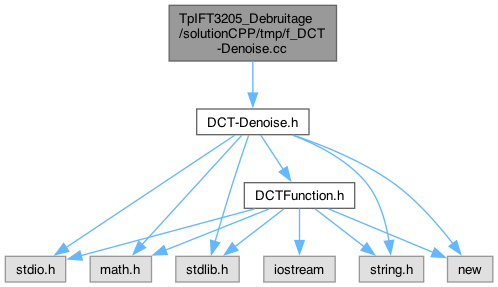 TpIFT3205_Debruitage
/solutionCPP/tmp/f_DCT
-Denoise.cc
DCT-Denoise.h
DCTFunction.h
stdio.h
math.h
stdlib.h
iostream
string.h
new